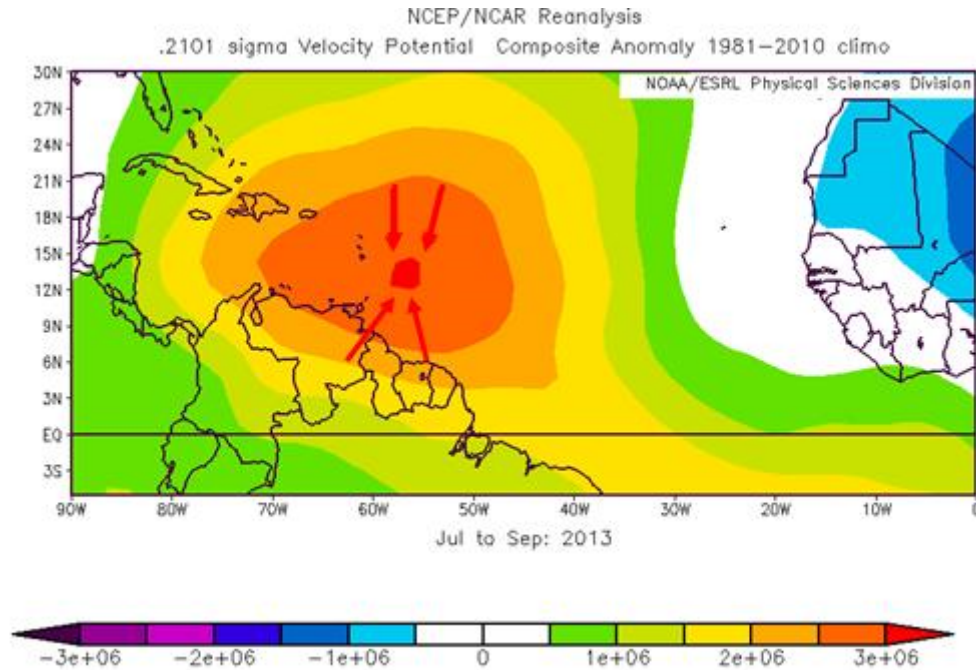 NCEP/NCAR Reanalysis
.2101 sigma Velocity Potential Composite Anomaly 1981-2010 climo
NOAA/ESRL Physical Sciences Division
30N
27N
24N
21N
18N
15N
12N
9N
6N
3N
EQ
3S
90W 80W 70W 60W 50W 40W 30W 20W 10W 0
Jul to Sep: 2013
-3e+06 -2e+06 -1e+06 0 1e+06 2e+06 3e+06